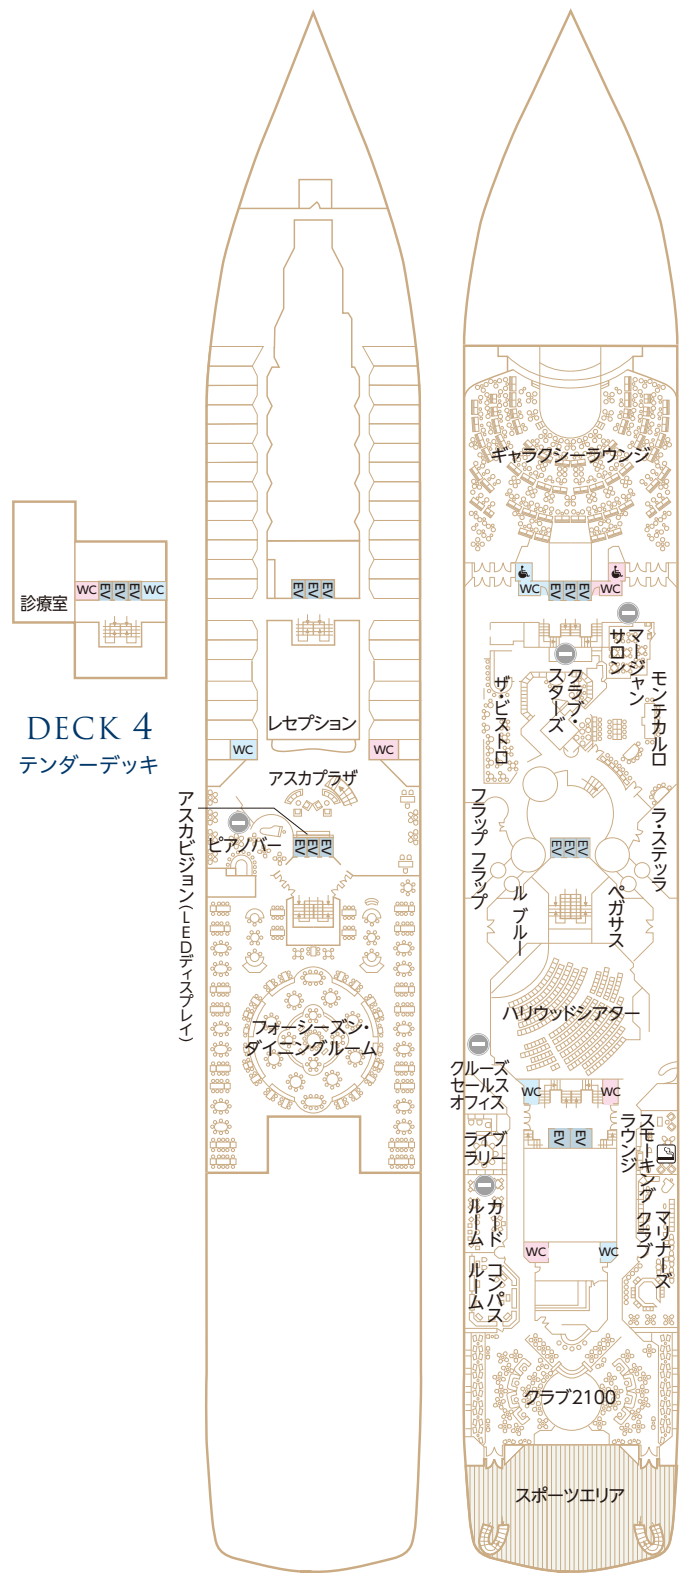 WC
EV
EV
EV
WC
診療室
DECK 4
テンダーデッキ
EV
EV
EV
レセプション
WC
WC
アスカプラザ
アスカビジョン(LEDディスプレイ)
ピアノバー
EV
EV
EV
フォーシーズン・
ダイニングルーム
ギャラクシーラウンジ
WC
EV
EV
EV
WC
マージャン
サロン
クラブ・
スターズ
ザ・ビストロ
モンテカルロ
フラップ フラップ
EV
EV
EV
ラ・ステッラ
ル ブルー
ペガサス
ハリウッドシアター
クルーズ
セールス
オフィス
WC
WC
ライブ
ラリー
EV
EV
スモーキング
ラウンジ
カード
ルーム
マリナーズ
クラブ
WC
WC
コンパス
ルーム
クラブ2100
スポーツエリア